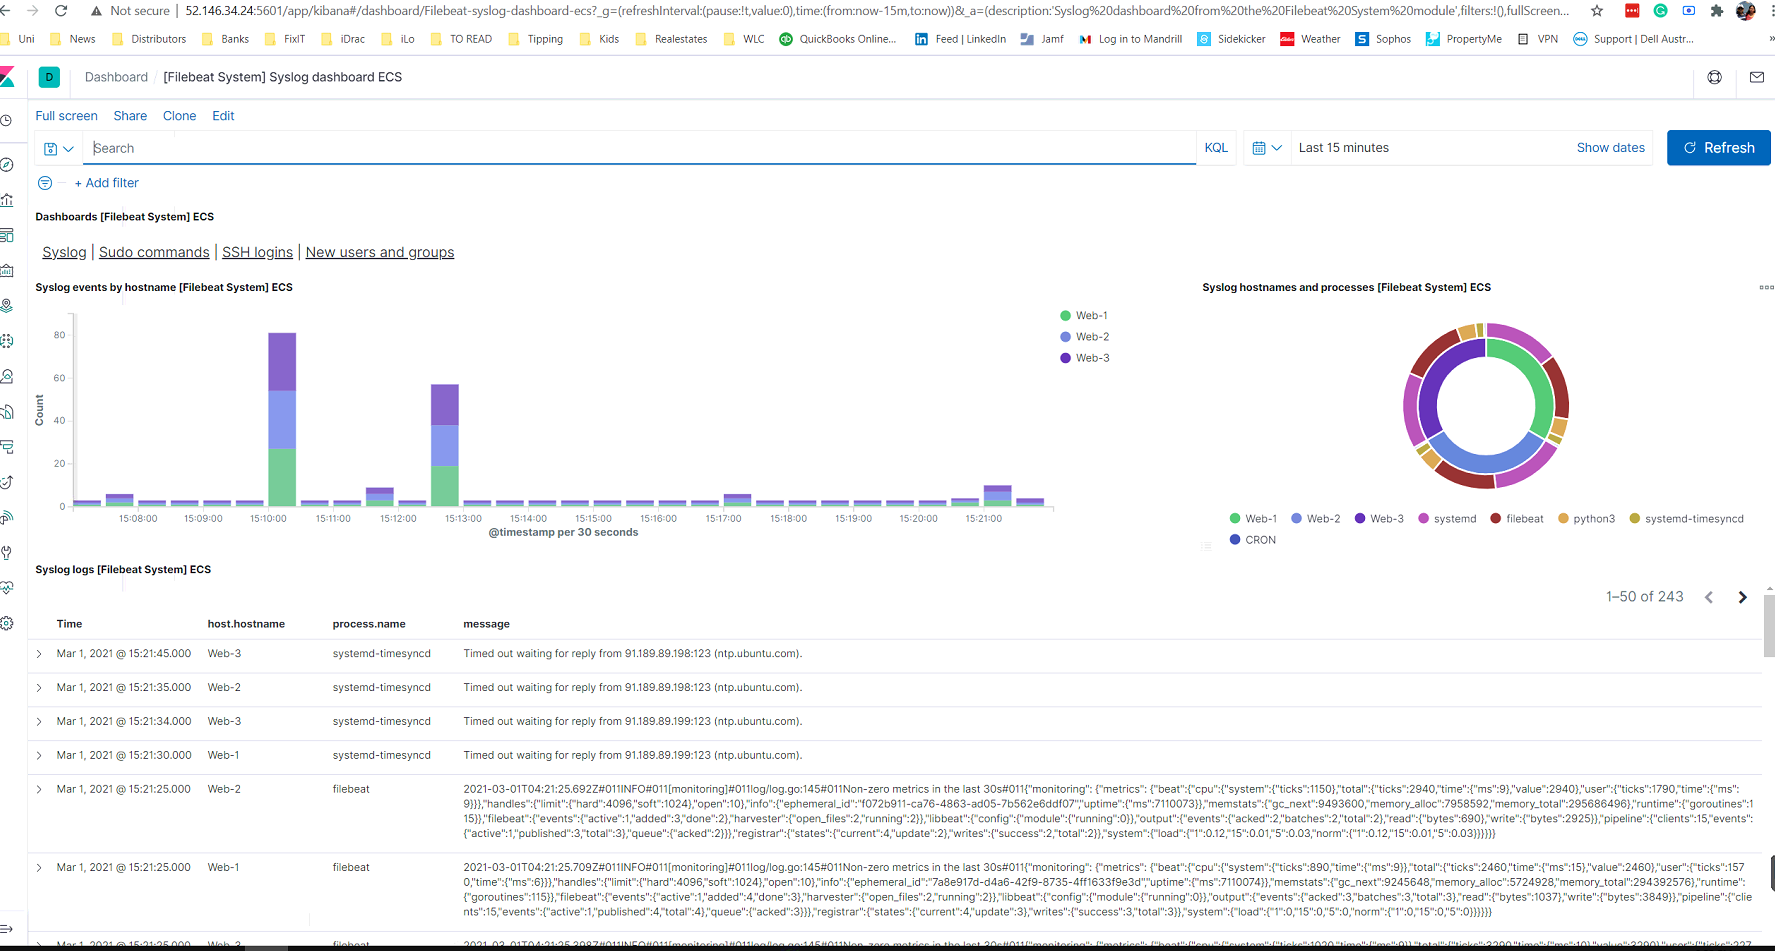 Not secure | 52.146.34.24:5601/app/kibana#/dashboard/Filebeat-syslog-dashboard-ecs?_g=(refreshInterval:(pause:!t,value:0),time:(from:now-15m,to:now))&_a=(description:'Syslog%20dashboard%20from%20the%20Filebeat%20System%20module',filters:!(),fullScreen...
Uni News Distributors Banks FixIT iDrac iLo TO READ Tipping Kids Realestates WLC QuickBooks Online... Feed | LinkedIn Jamf Log in to Mandrill Sidekicker Weather Sophos PropertyMe VPN Support | Dell Austr... »
D Dashboard / [Filebeat System] Syslog dashboard ECS
Full screen Share Clone Edit
Search KQL Last 15 minutes Show dates Refresh
+ Add filter
Dashboards [Filebeat System] ECS
Syslog | Sudo commands | SSH logins | New users and groups
Syslog events by hostname [Filebeat System] ECS
80
60
40
20
0
Count
15:08:00 15:09:00 15:10:00 15:11:00 15:12:00 15:13:00 15:14:00 15:15:00 15:16:00 15:17:00 15:18:00 15:19:00 15:20:00 15:21:00
@timestamp per 30 seconds
Web-1
Web-2
Web-3
Syslog hostnames and processes [Filebeat System] ECS
Web-1 Web-2 Web-3 systemd filebeat python3 systemd-timesyncd
CRON
Syslog logs [Filebeat System] ECS
1–50 of 243
Time host.hostname process.name message
Mar 1, 2021 @ 15:21:45.000 Web-3 systemd-timesyncd Timed out waiting for reply from 91.189.89.198:123 (ntp.ubuntu.com).
Mar 1, 2021 @ 15:21:35.000 Web-2 systemd-timesyncd Timed out waiting for reply from 91.189.89.198:123 (ntp.ubuntu.com).
Mar 1, 2021 @ 15:21:34.000 Web-3 systemd-timesyncd Timed out waiting for reply from 91.189.89.199:123 (ntp.ubuntu.com).
Mar 1, 2021 @ 15:21:30.000 Web-1 systemd-timesyncd Timed out waiting for reply from 91.189.89.199:123 (ntp.ubuntu.com).
Mar 1, 2021 @ 15:21:25.000 Web-2 filebeat 2021-03-01T04:21:25.692Z#011INFO#011[monitoring]#011log/log.go:145#011Non-zero metrics in the last 30s#011{"monitoring": {"metrics": {"beat":{"cpu":{"system":{"ticks":1150},"total":{"ticks":2940,"time":{"ms":9},"value":2940},"user":{"ticks":1790,"time":{"ms":
9}}},"handles":{"limit":{"hard":4096,"soft":1024},"open":10},"info":{"ephemeral_id":"f072b911-ca76-4863-ad05-7b562e6ddf07","uptime":{"ms":7110073}},"memstats":{"gc_next":9493600,"memory_alloc":7958592,"memory_total":295686496},"runtime":{"goroutines":1
15}},"filebeat":{"events":{"active":1,"added":3,"done":2},"harvester":{"open_files":2,"running":2}},"libbeat":{"config":{"module":{"running":0}},"output":{"events":{"acked":2,"batches":2,"total":2},"read":{"bytes":690},"write":{"bytes":2925}},"pipeline":{"clients":15,"events":
{"active":1,"published":3,"total":3},"queue":{"acked":2}}},"registrar":{"states":{"current":4,"update":2},"writes":{"success":2,"total":2}},"system":{"load":{"1":0.12,"15":0.01,"5":0.03,"norm":{"1":0.12,"15":0.01,"5":0.03}}}}}}
Mar 1, 2021 @ 15:21:25.000 Web-1 filebeat 2021-03-01T04:21:25.709Z#011INFO#011[monitoring]#011log/log.go:145#011Non-zero metrics in the last 30s#011{"monitoring": {"metrics": {"beat":{"cpu":{"system":{"ticks":890,"time":{"ms":9}},"total":{"ticks":2460,"time":{"ms":15},"value":2460},"user":{"ticks":157
0,"time":{"ms":6}}},"handles":{"limit":{"hard":4096,"soft":1024},"open":10},"info":{"ephemeral_id":"7a8e917d-d4a6-42f9-8735-4ff1633f9e3d","uptime":{"ms":7110074}},"memstats":{"gc_next":9245648,"memory_alloc":5724928,"memory_total":294392576},"runtime":
{"goroutines":115}},"filebeat":{"events":{"active":1,"added":4,"done":3},"harvester":{"open_files":2,"running":2}},"libbeat":{"config":{"module":{"running":0}},"output":{"events":{"acked":3,"batches":3,"total":3},"read":{"bytes":1037},"write":{"bytes":3849}},"pipeline":{"clie
nts":15,"events":{"active":1,"published":4,"total":4},"queue":{"acked":3}}},"registrar":{"states":{"current":4,"update":3},"writes":{"success":3,"total":3}},"system":{"load":{"1":0,"15":0,"5":0,"norm":{"1":0,"15":0,"5":0}}}}}}